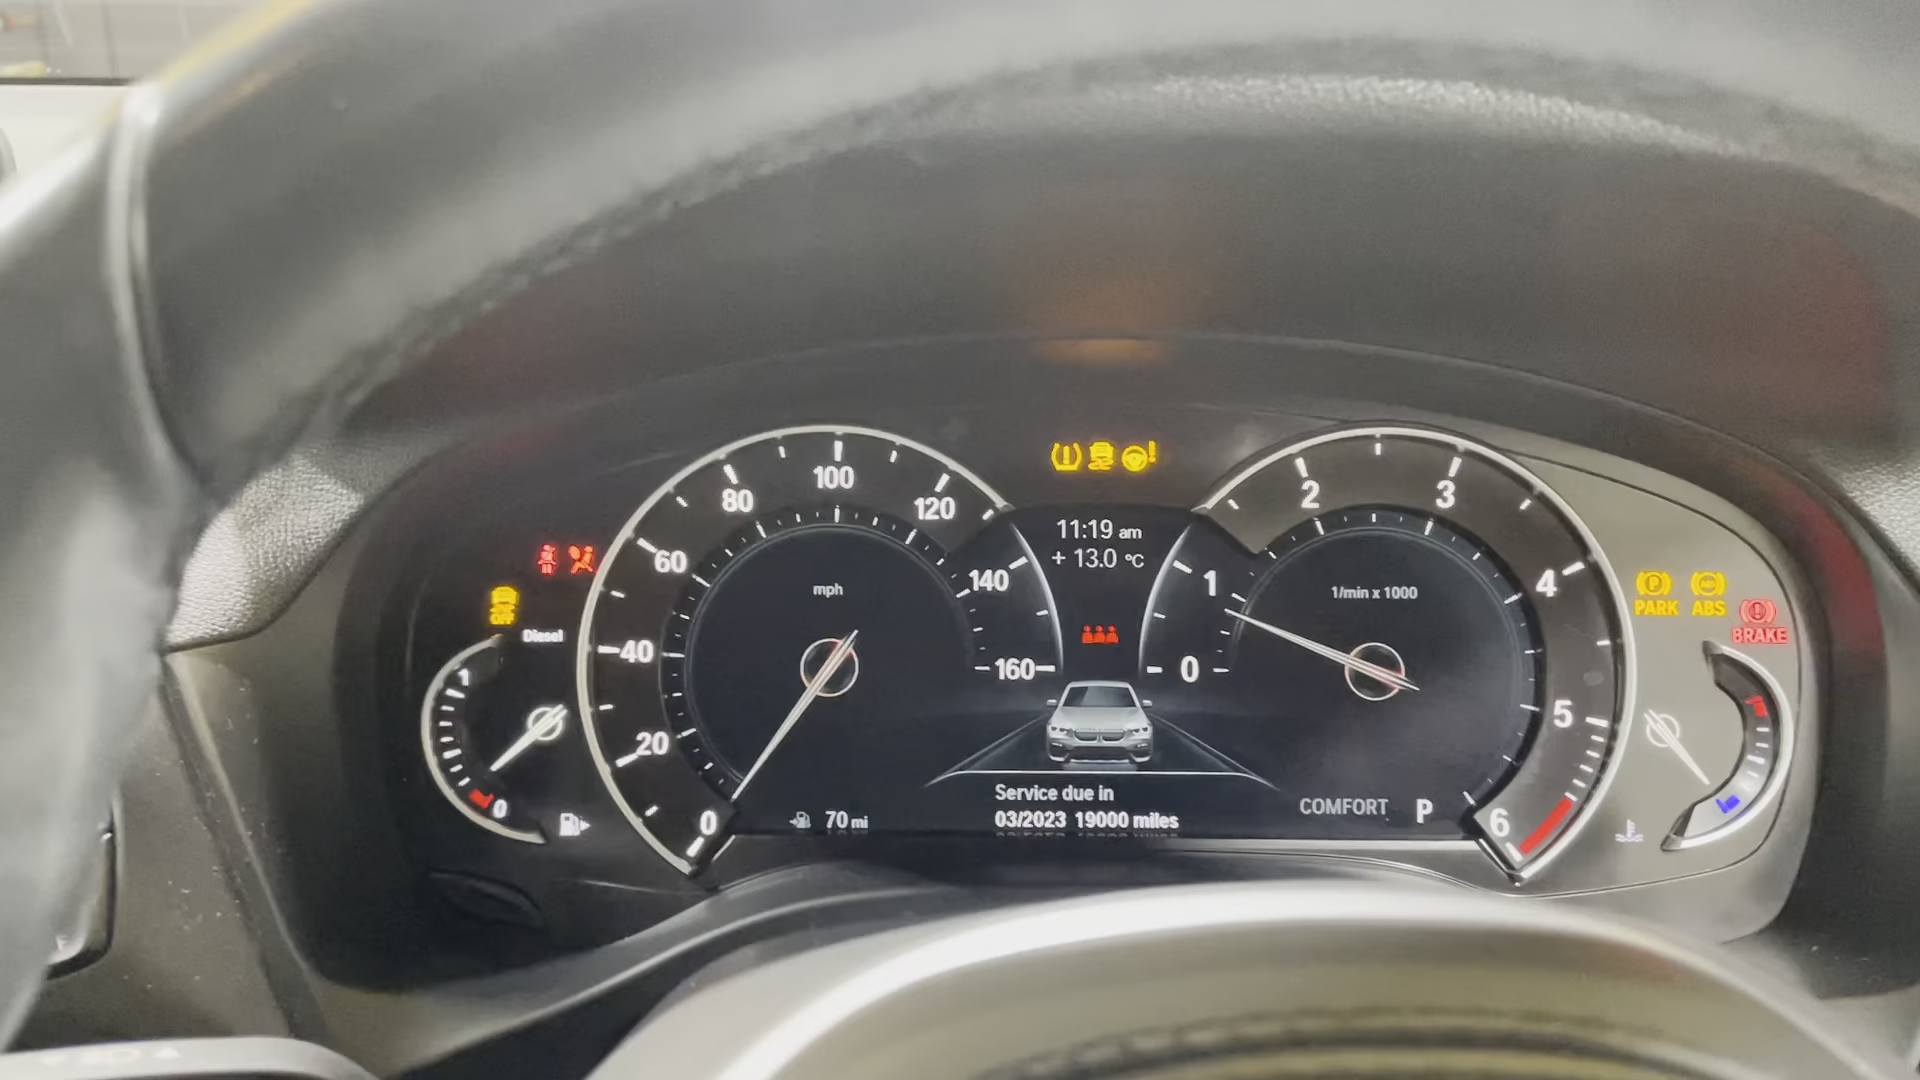 11:19 am
+ 13.0 °C
OFF
Diesel
1
0
0
20
40
60
80
100
120
140
160
mph
70 mi
Service due in
03/2023 19000 miles
0
1
2
3
4
5
6
1/min x 1000
COMFORT P
P
PARK
ABS
ABS
BRAKE